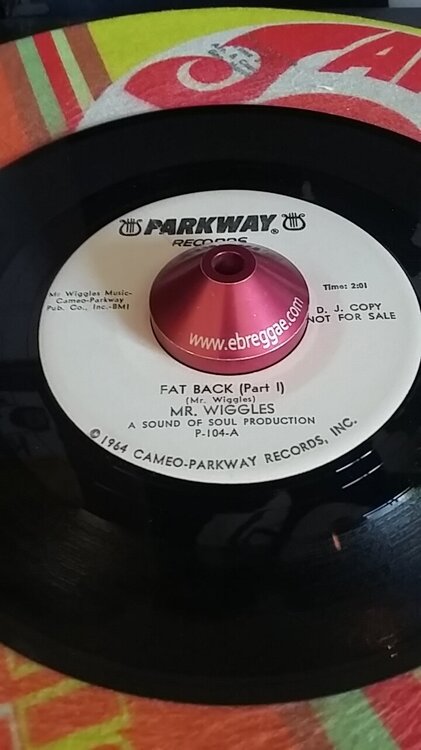 PARKWAY®
RECORDS
Mr. Wiggles Music-
Cameo-Parkway
Pub. Co., Inc.-BMI
Time: 2:01
D. J. COPY
NOT FOR SALE
www.ebreggae.com
FAT BACK (Part I)
(Mr. Wiggles)
MR. WIGGLES
A SOUND OF SOUL PRODUCTION
P-104-A
©1964 CAMEO-PARKWAY RECORDS, INC.